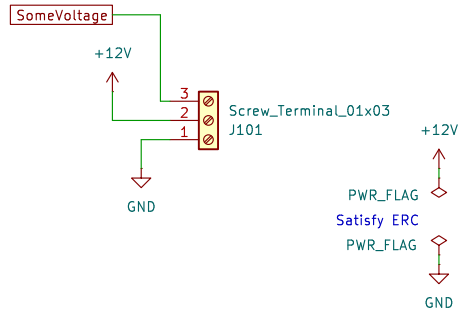 SomeVoltage
+12V
3
2
1
Screw_Terminal_01x03
J101
GND
+12V
PWR_FLAG
Satisfy ERC
PWR_FLAG
GND